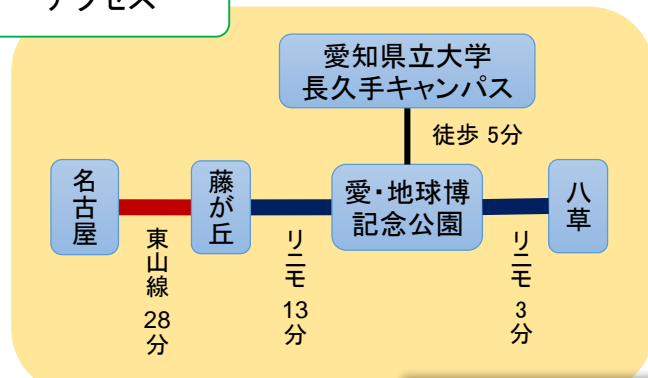 アクセス
愛知県立大学
長久手キャンパス
徒歩 5分
名古屋
藤が丘
愛・地球博
記念公園
八草
東山線
28
分
リニモ
13
分
リニモ
3
分